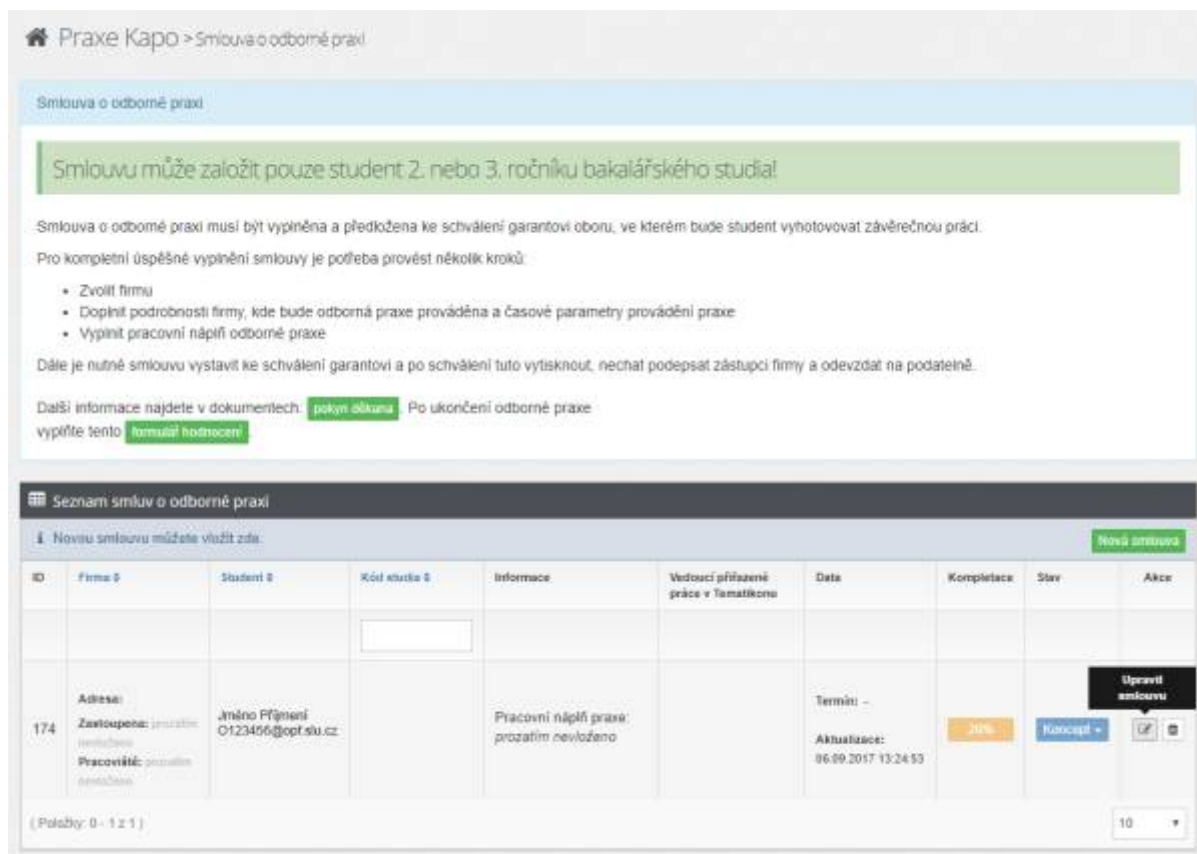 Praxe Kapo > Smlouva o odborné praxi
Smlouva o odborné praxi
Smlouvu může založit pouze student 2. nebo 3. ročníku bakalářského studia!
Smlouva o odborné praxi musí být vyplněna a předložena ke schválení garantovi oboru, ve kterém bude student vyhotovovat závěrečnou práci.
Pro kompletní úspěšné vyplnění smlouvy je potřeba provést několik kroků:
• Zvolit firmu
• Doplnit podrobnosti firmy, kde bude odborná praxe prováděna a časové parametry provádění praxe
• Vyplnit pracovní náplň odborné praxe
Dále je nutné smlouvu vystavit ke schválení garantovi a po schválení tuto vytisknout, nechat podepsat zástupci firmy a odevzdat na podatelně.
Další informace najdete v dokumentech: pokyn děkana . Po ukončení odborné praxe
vyplňte tento formulář hodnocení .
Seznam smluv o odborné praxi
Novou smlouvu můžete vložit zde. Nová smlouva
ID Firma Student Kód studia Informace Vedoucí přiřazené Data Kompletace Stav Akce
práce v Tematikonu
Upravit
smlouvu
Adresa: Termín: -
174 Zastoupena: prozatím Jméno Příjmení Pracovní náplň praxe: 20% Koncept
nevloženo O123456@opf.slu.cz prozatím nevloženo Aktualizace:
Pracoviště: prozatím 06.09.2017 13:24:53
nevloženo
( Položky: 0 - 1 z 1 ) 10